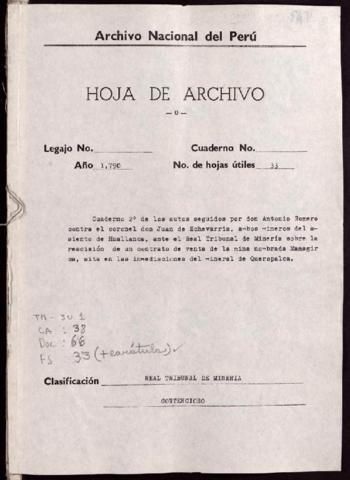 Archivo Nacional del Perú
HOJA DE ARCHIVO
— o —
Legajo No. Cuaderno No.
Año 1,790 No. de hojas útiles 33
Cuaderno 2º de los autos seguidos por don Antonio Romero
contra el coronel don Juan de Echevarría, ambos mineros del a-
siento de Huallanca, ante el Real Tribunal de Minería sobre la
rescisión de un contrato de venta de la mina nombrada
sita en las inmediaciones del mineral de Queropalca.
TM - JU 1
CA : 38
Doc : 66
FS 33 (+ carátula)
Clasificación REAL TRIBUNAL DE MINERIA
CONTENCIOSO